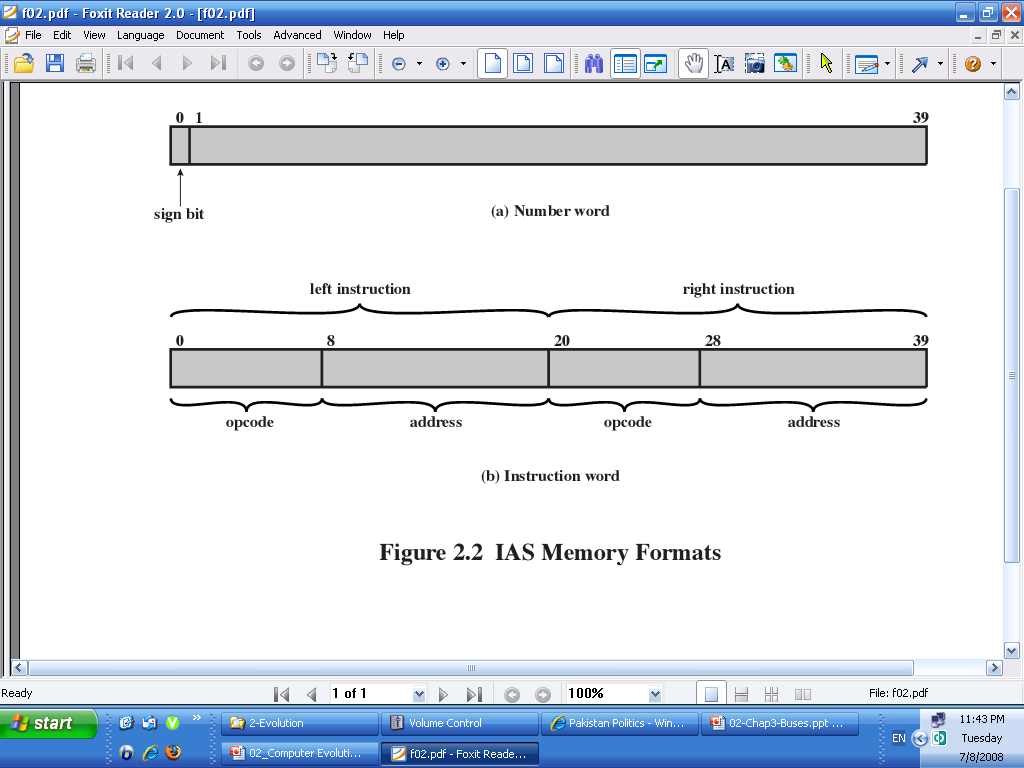 f02.pdf - Foxit Reader 2.0 - [f02.pdf]
File Edit View Language Document Tools Advanced Window Help
0 1 39
sign bit
(a) Number word
left instruction right instruction
0 8 20 28 39
opcode address opcode address
(b) Instruction word
Figure 2.2 IAS Memory Formats
Ready 1 of 1 100% File: f02.pdf
start 2-Evolution Volume Control Pakistan Politics - Win... 02-Chap3-Buses.ppt ... 11:43 PM
EN Tuesday
02_Computer Evoluti... f02.pdf - Foxit Reade... 7/8/2008